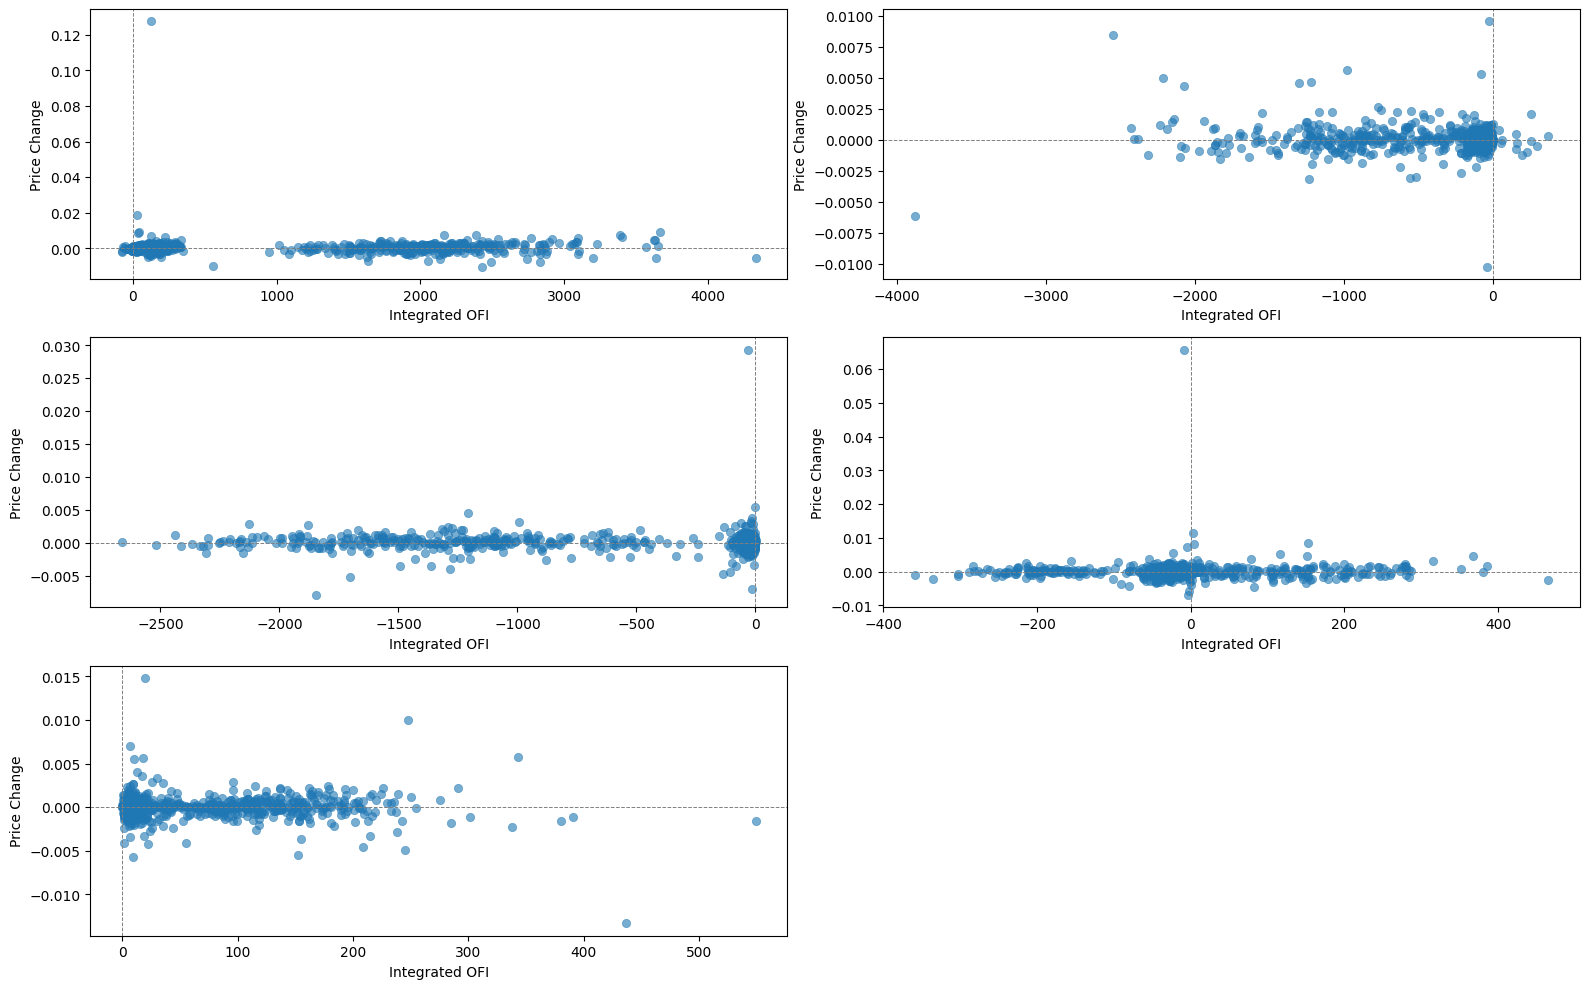 0.12
0.10
0.08
0.06
0.04
0.02
0.00
Price Change
0 1000 2000 3000 4000
Integrated OFI
0.0100
0.0075
0.0050
0.0025
0.0000
−0.0025
−0.0050
−0.0075
−0.0100
Price Change
−4000 −3000 −2000 −1000 0
Integrated OFI
0.030
0.025
0.020
0.015
0.010
0.005
0.000
−0.005
Price Change
−2500 −2000 −1500 −1000 −500 0
Integrated OFI
0.06
0.05
0.04
0.03
0.02
0.01
0.00
−0.01
Price Change
−400 −200 0 200 400
Integrated OFI
0.015
0.010
0.005
0.000
−0.005
−0.010
Price Change
0 100 200 300 400 500
Integrated OFI